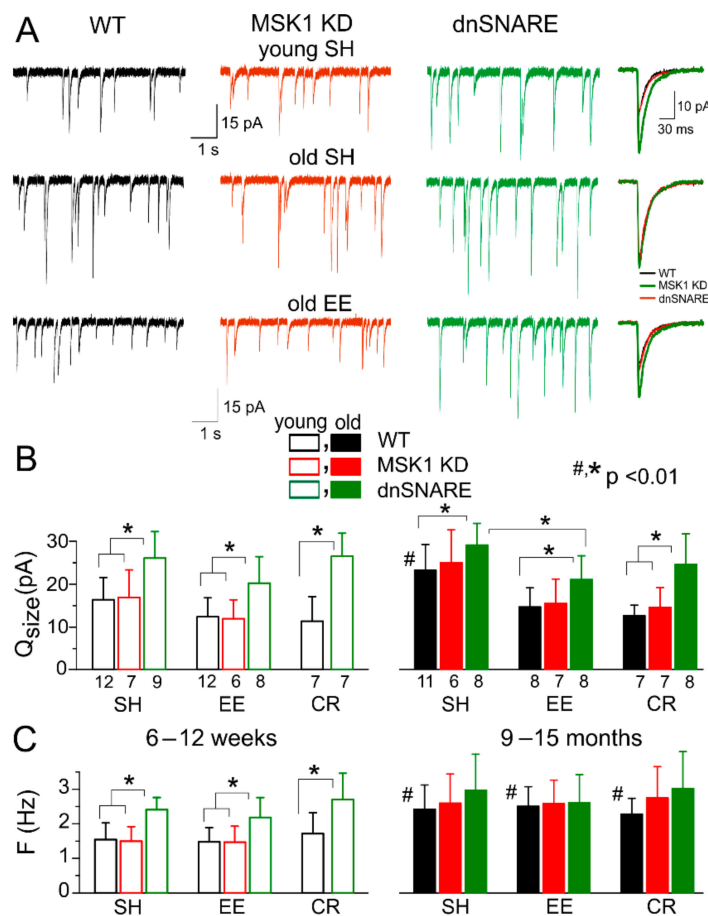 A
WT
MSK1 KD
dnSNARE
young SH
15 pA
1 s
10 pA
30 ms
old SH
WT
MSK1 KD
dnSNARE
old EE
15 pA
1 s
young old
B
, WT
, MSK1 KD
, dnSNARE
#,* p <0.01
Qsize(pA)
30
20
10
0
* * * # * * * *
12 7 9 12 6 8 7 7 11 6 8 8 7 8 7 7 8
SH EE CR SH EE CR
C
6–12 weeks 9–15 months
F (Hz)
3
2
1
0
* * * # # #
SH EE CR SH EE CR